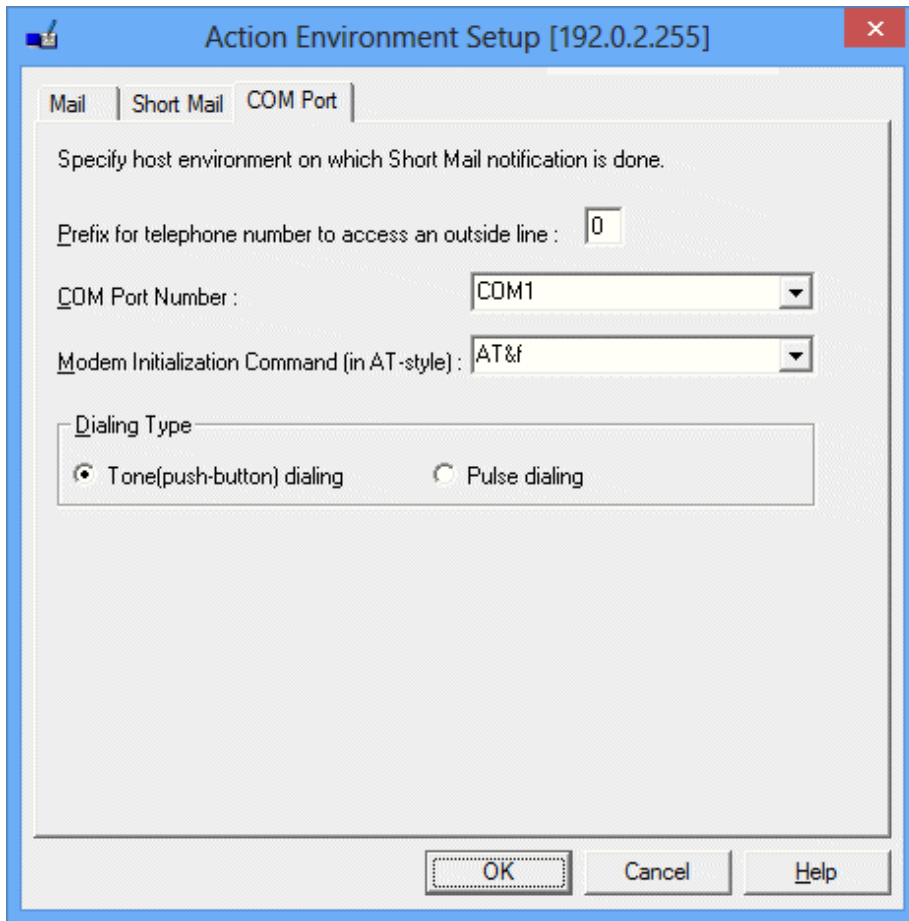 Action Environment Setup [192.0.2.255]
Mail Short Mail COM Port
Specify host environment on which Short Mail notification is done.
Prefix for telephone number to access an outside line : 0
COM Port Number : COM1
Modem Initialization Command (in AT-style) : AT&f
Dialing Type
Tone(push-button) dialing Pulse dialing
OK Cancel Help